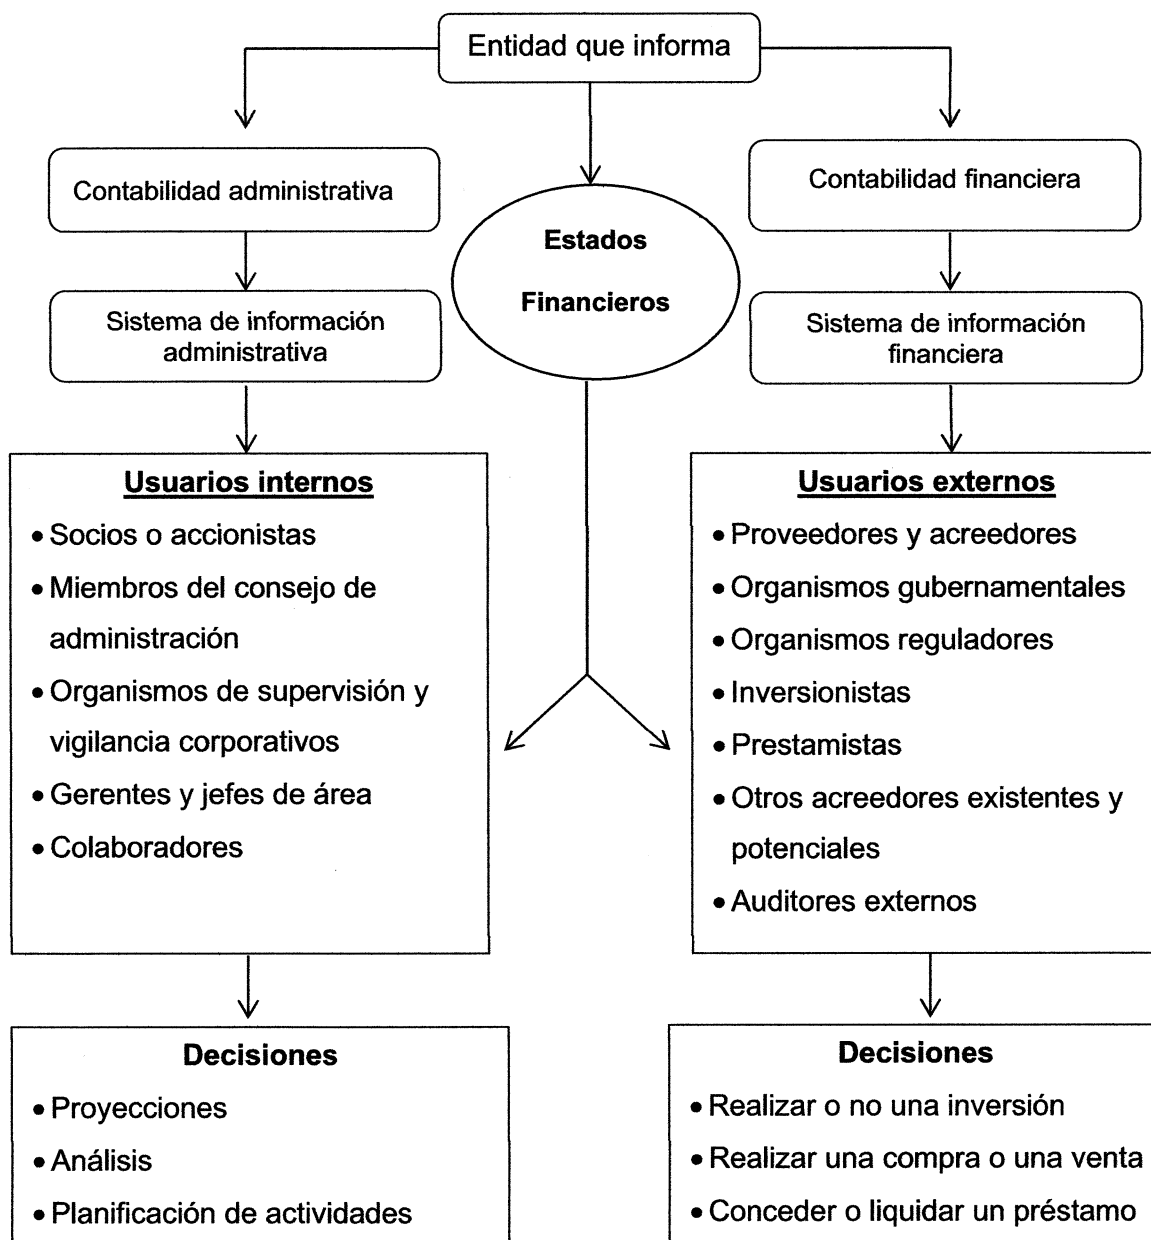 Entidad que informa
Contabilidad administrativa
Contabilidad financiera
Estados
Financieros
Sistema de información
administrativa
Sistema de información
financiera
Usuarios internos
• Socios o accionistas
• Miembros del consejo de
administración
• Organismos de supervisión y
vigilancia corporativos
• Gerentes y jefes de área
• Colaboradores
Usuarios externos
• Proveedores y acreedores
• Organismos gubernamentales
• Organismos reguladores
• Inversionistas
• Prestamistas
• Otros acreedores existentes y
potenciales
• Auditores externos
Decisiones
• Proyecciones
• Análisis
• Planificación de actividades
Decisiones
• Realizar o no una inversión
• Realizar una compra o una venta
• Conceder o liquidar un préstamo